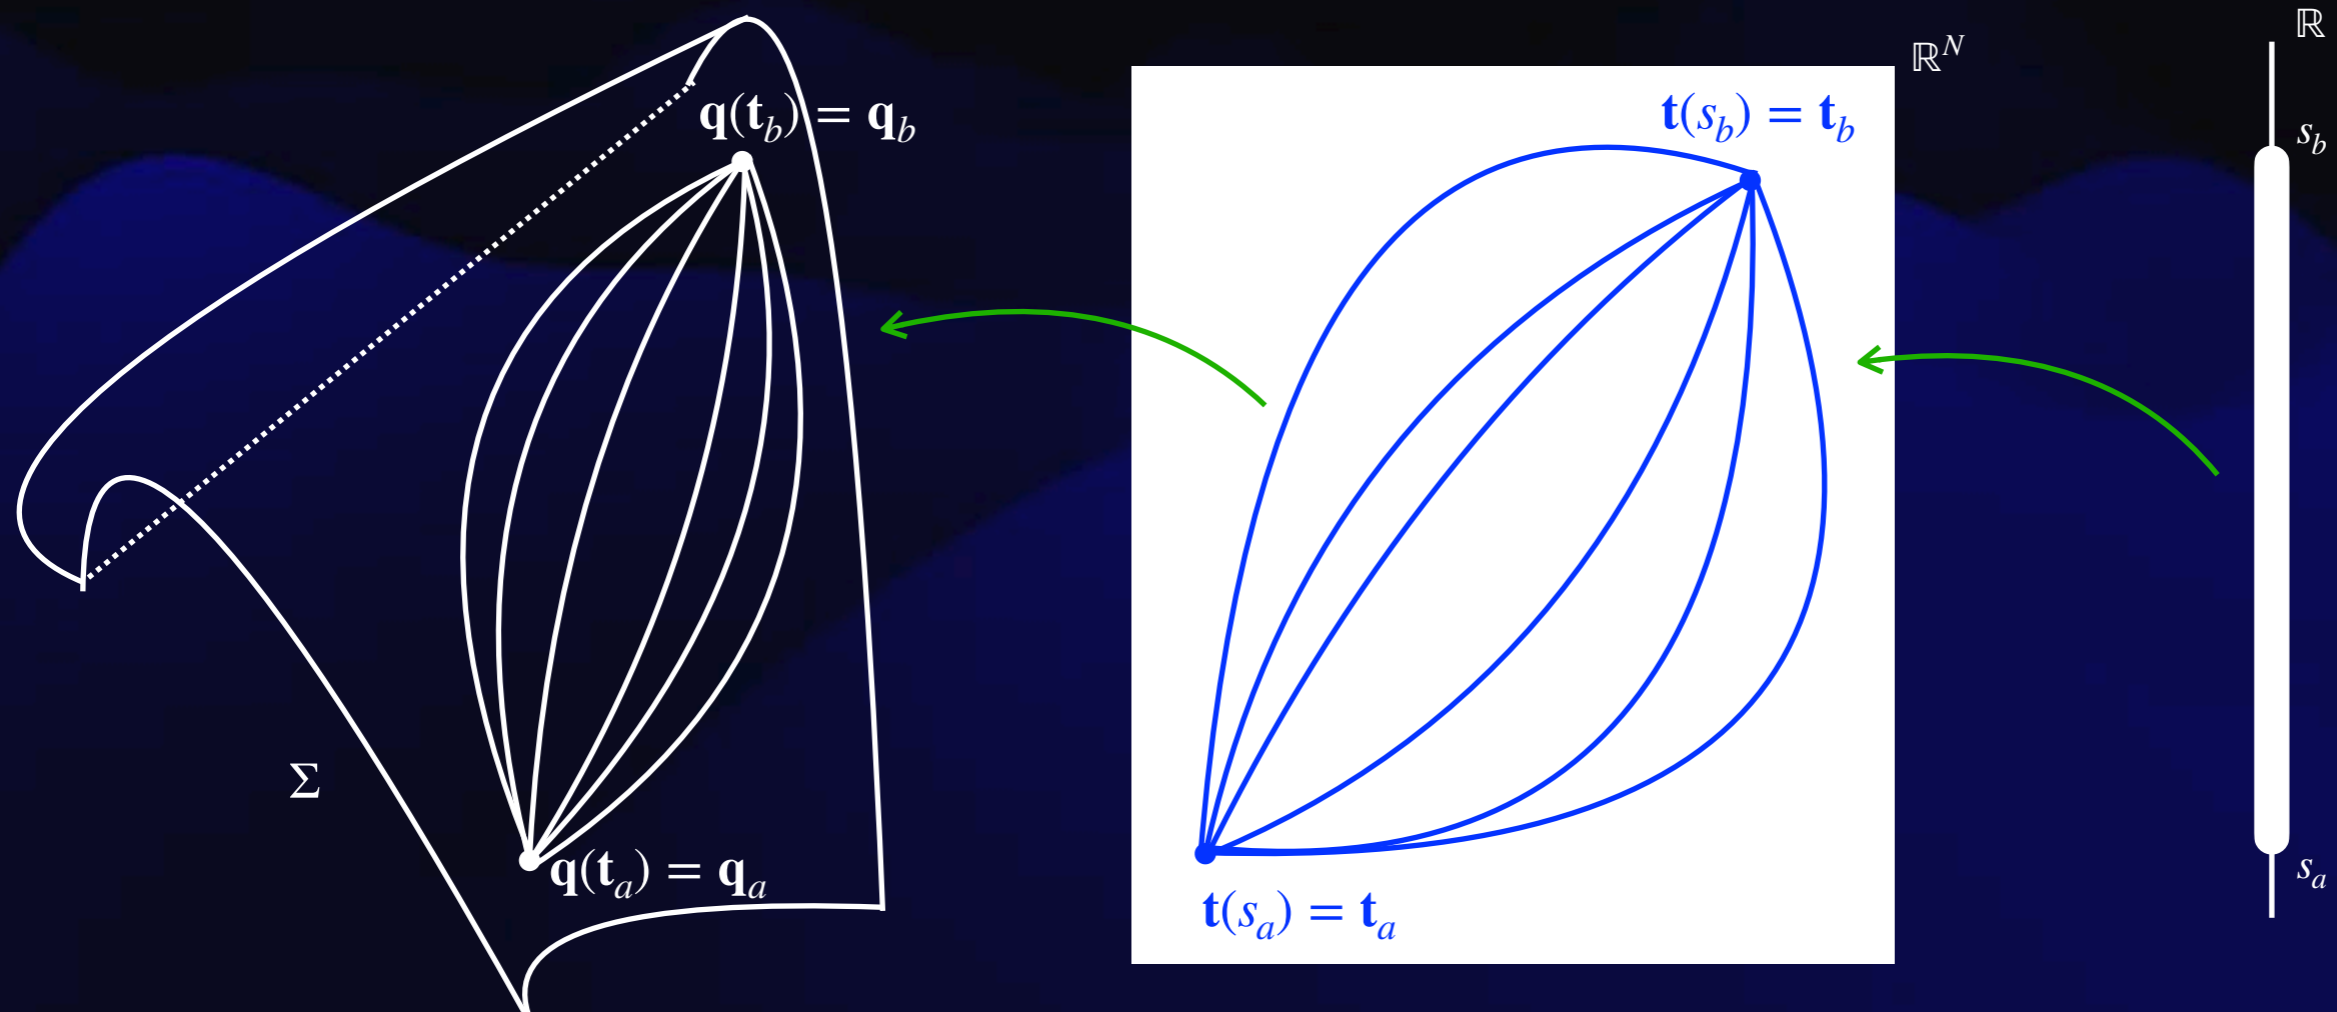 𝐪(𝐭_b) = 𝐪_b
Σ
𝐪(𝐭_a) = 𝐪_a
ℝ^N
𝐭(s_b) = 𝐭_b
𝐭(s_a) = 𝐭_a
ℝ
s_b
s_a